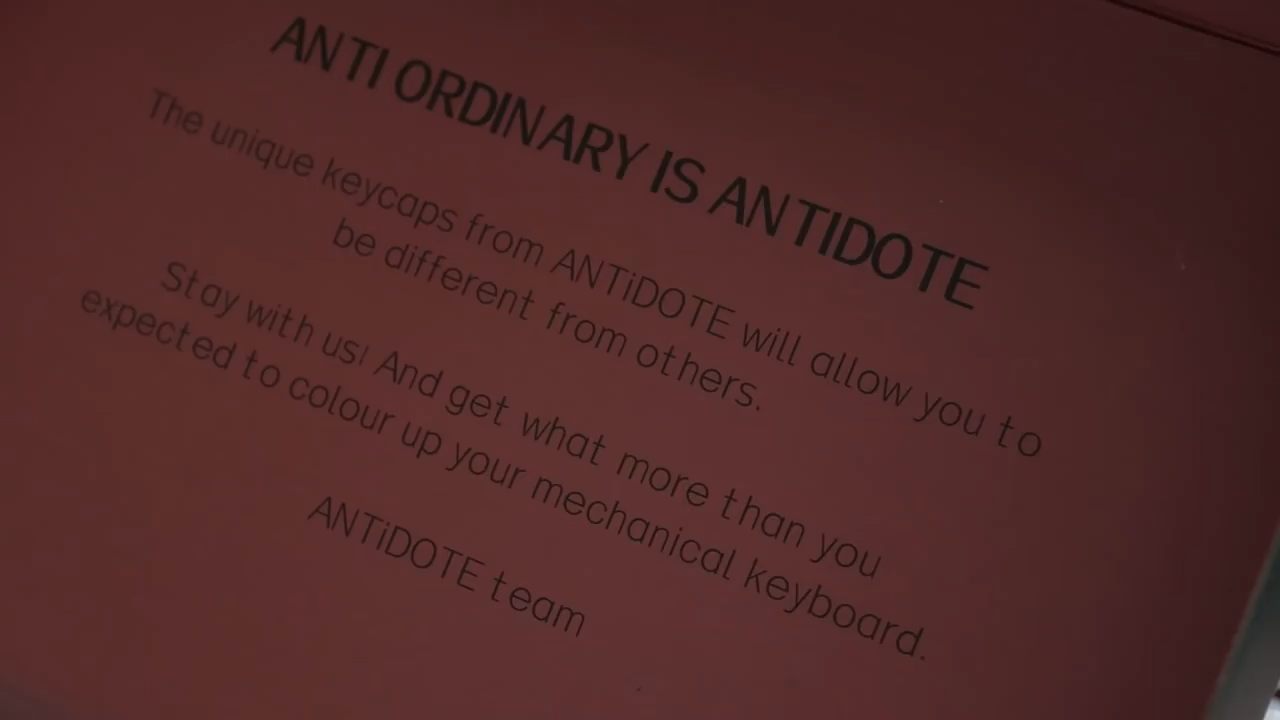 ANTI ORDINARY IS ANTIDOTE
The unique keycaps from ANTiDOTE will allow you to
be different from others.
Stay with us! And get what more than you
expected to colour up your mechanical keyboard.
ANTiDOTE team